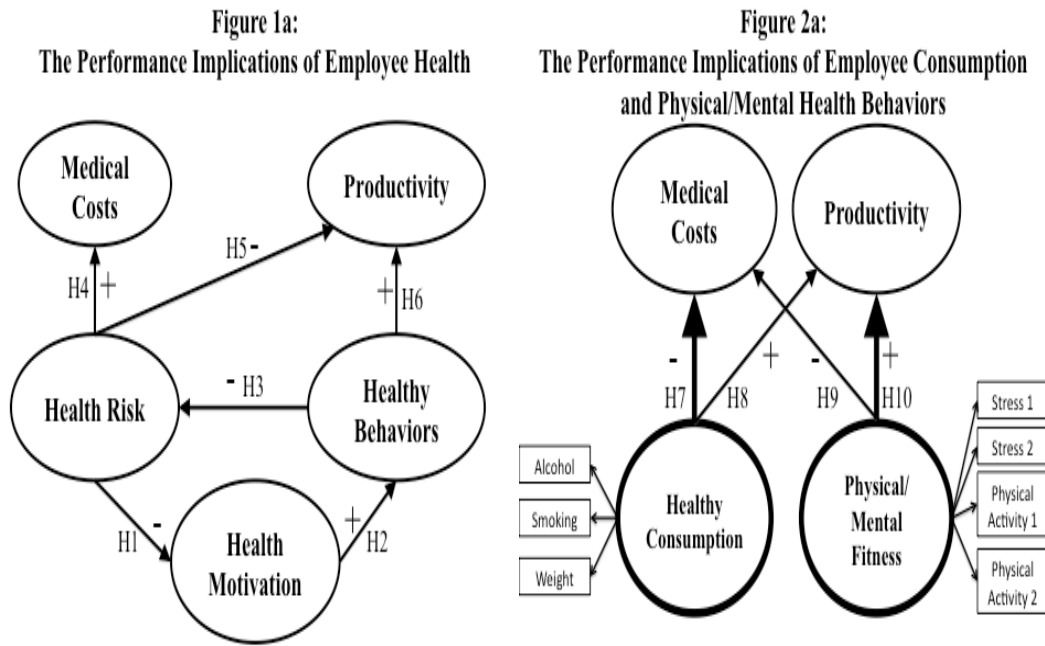 Figure 1a:
The Performance Implications of Employee Health
Medical
Costs
Productivity
H5 -
H4 +
+ H6
Health Risk
- H3
Healthy
Behaviors
H1 -
+ H2
Health
Motivation
Figure 2a:
The Performance Implications of Employee Consumption
and Physical/Mental Health Behaviors
Medical
Costs
Productivity
- + - +
H7 H8 H9 H10
Alcohol
Smoking
Weight
Healthy
Consumption
Physical/
Mental
Fitness
Stress 1
Stress 2
Physical
Activity 1
Physical
Activity 2